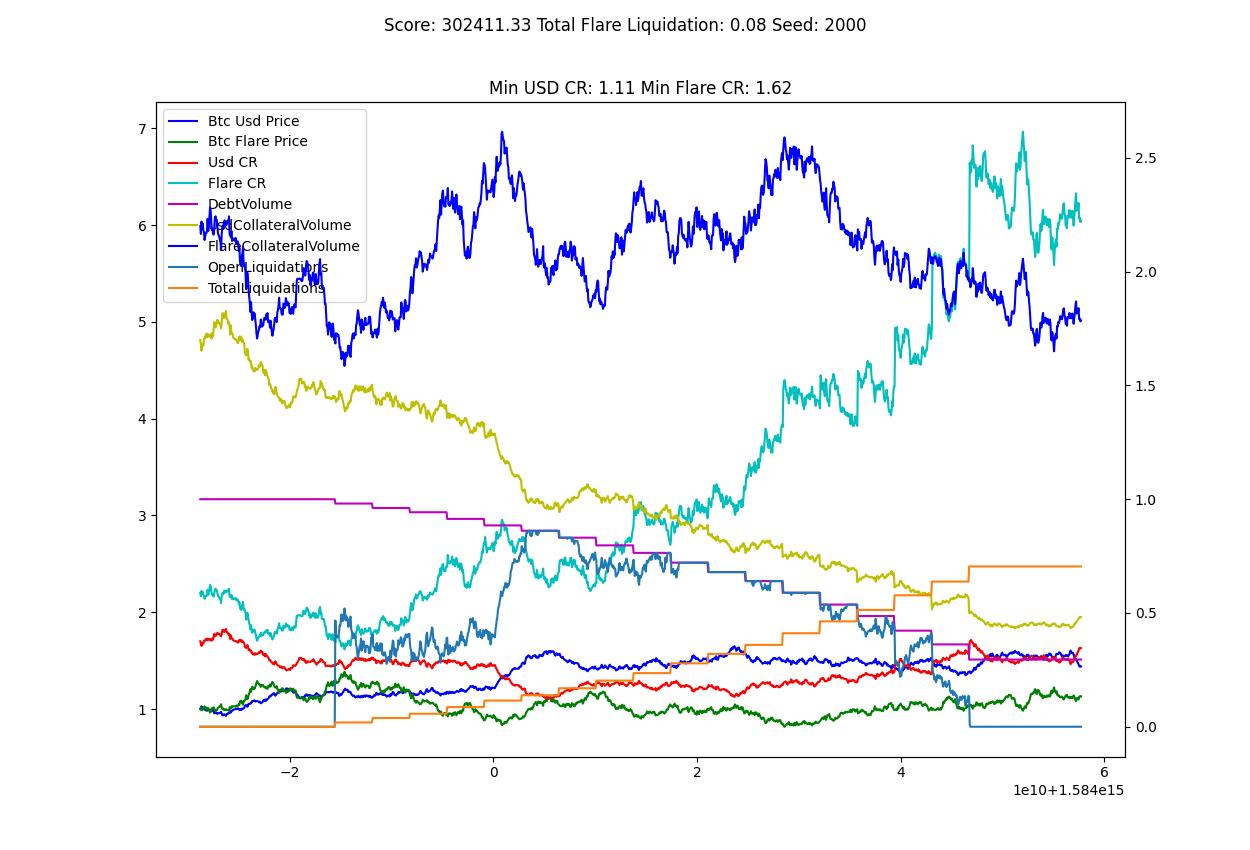 Score: 302411.33 Total Flare Liquidation: 0.08 Seed: 2000
Min USD CR: 1.11 Min Flare CR: 1.62
Btc Usd Price
Btc Flare Price
Usd CR
Flare CR
DebtVolume
UsdCollateralVolume
FlareCollateralVolume
OpenLiquidations
TotalLiquidations
7
6
5
4
3
2
1
2.5
2.0
1.5
1.0
0.5
0.0
−2
0
2
4
6
1e10+1.584e15